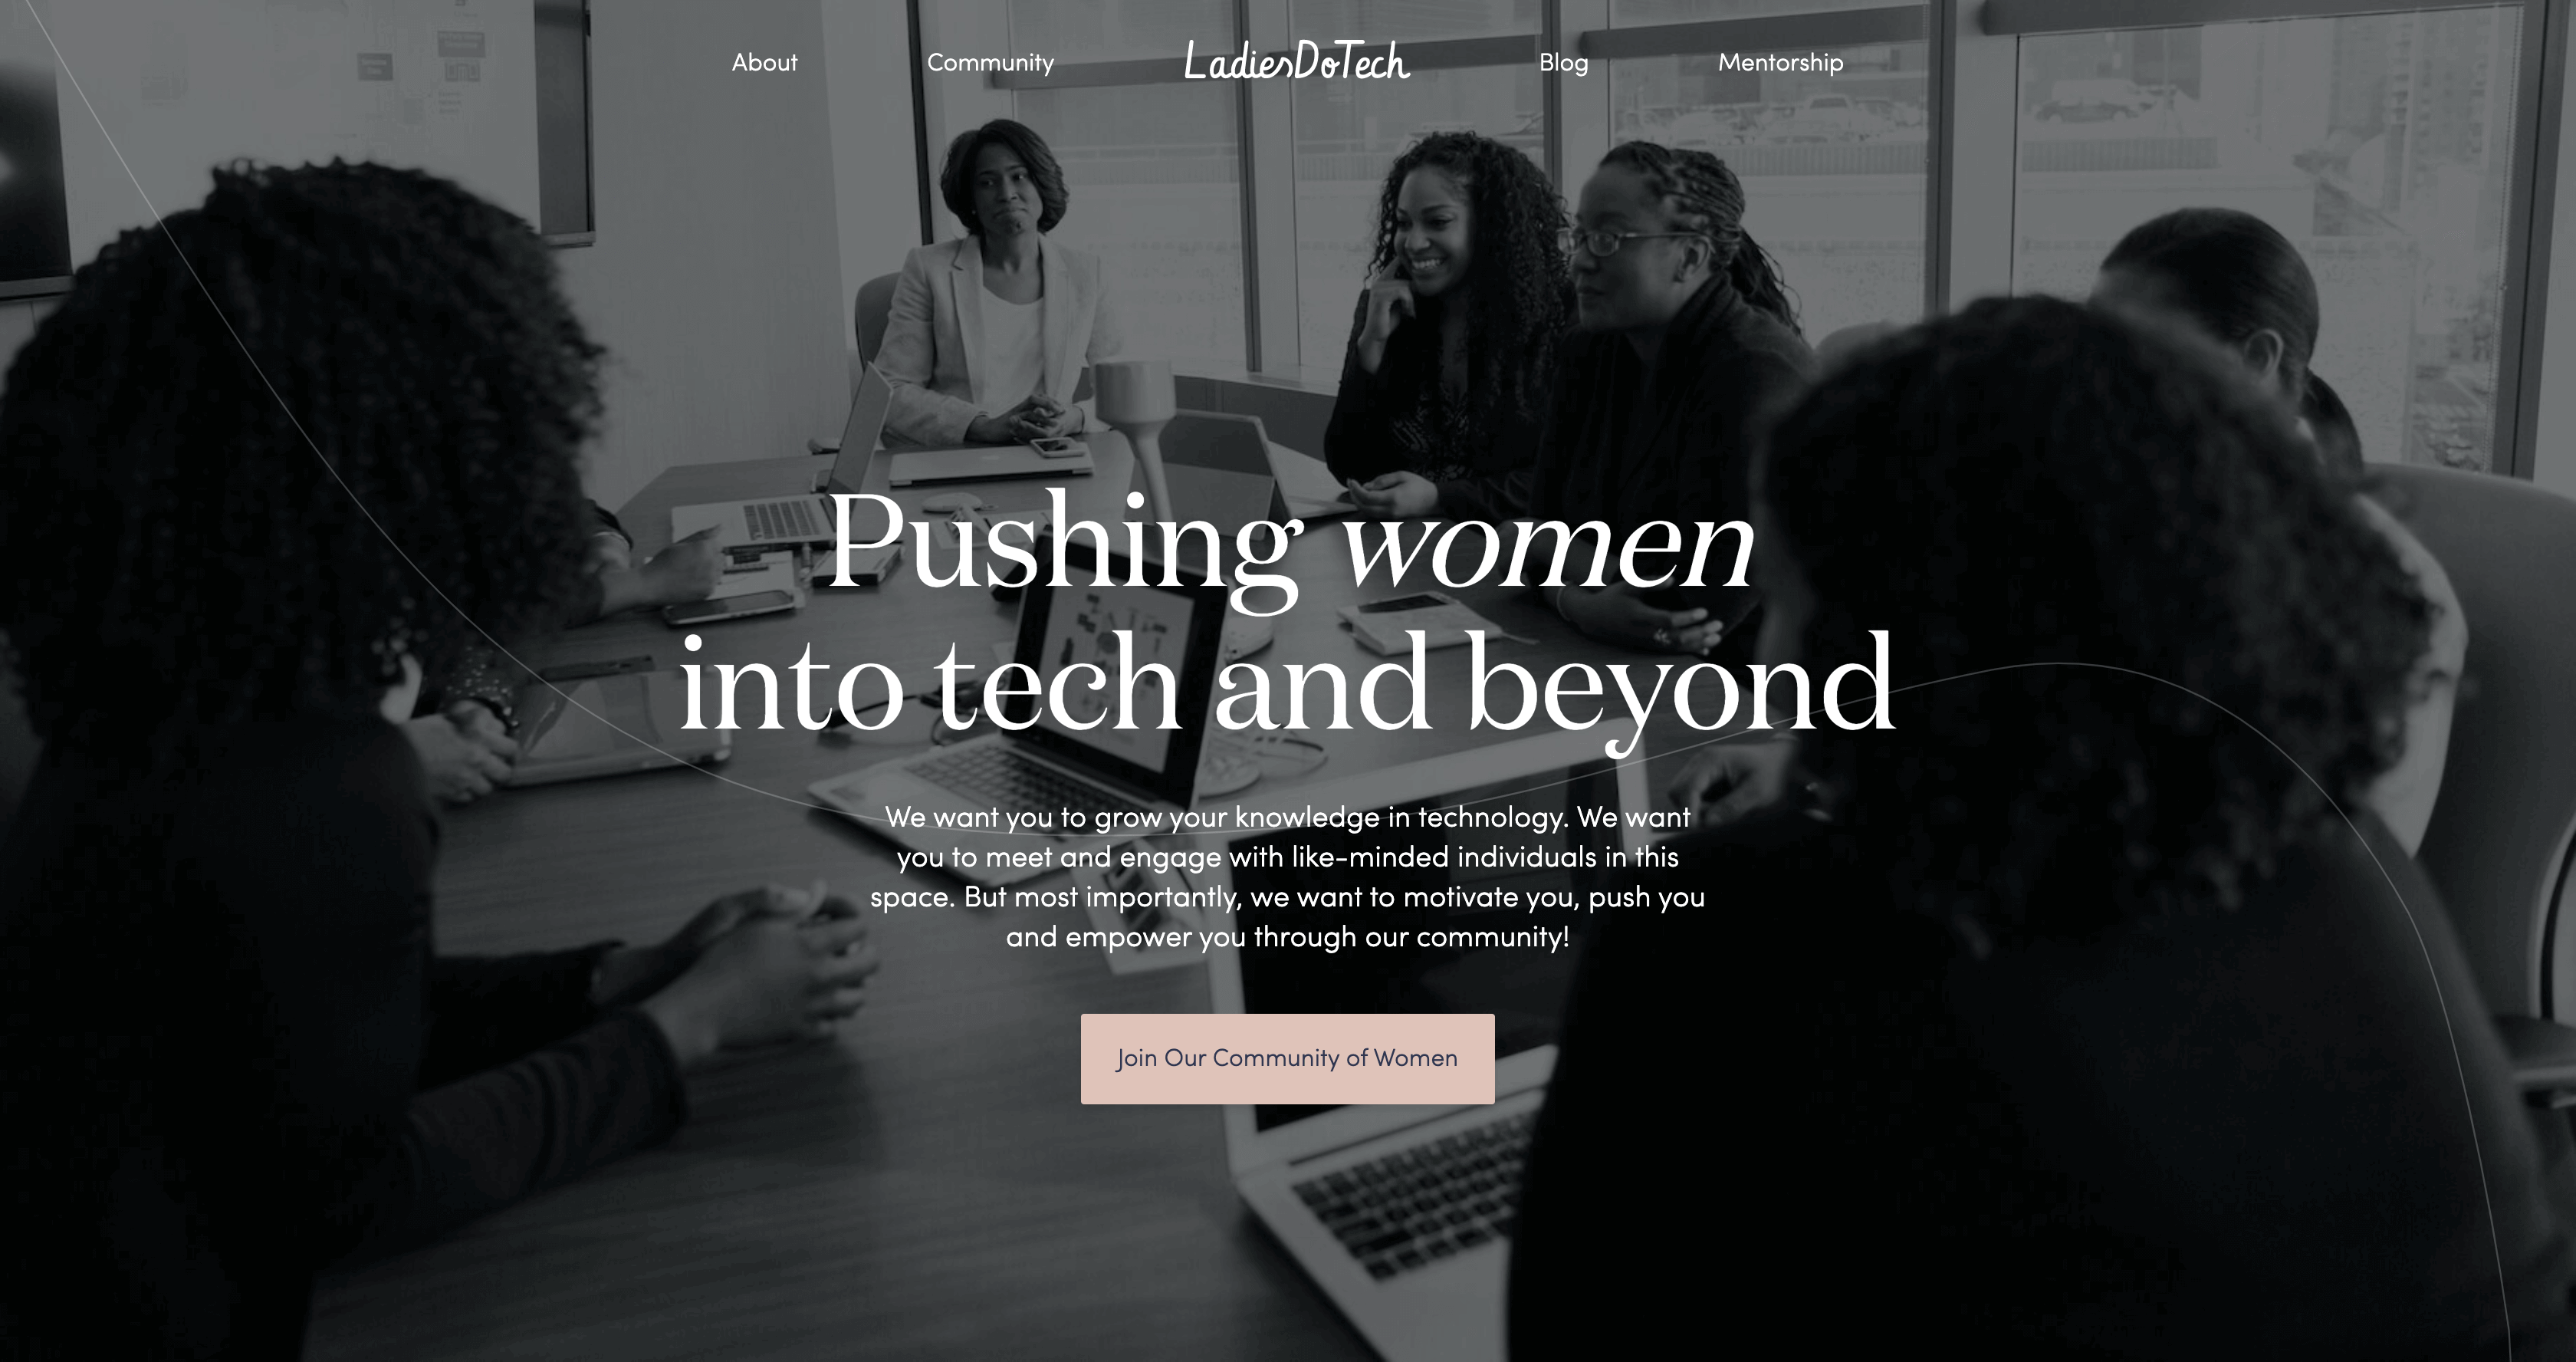 About
Community
LadiesDoTech
Blog
Mentorship
Pushing women
into tech and beyond
We want you to grow your knowledge in technology. We want
you to meet and engage with like-minded individuals in this
space. But most importantly, we want to motivate you, push you
and empower you through our community!
Join Our Community of Women